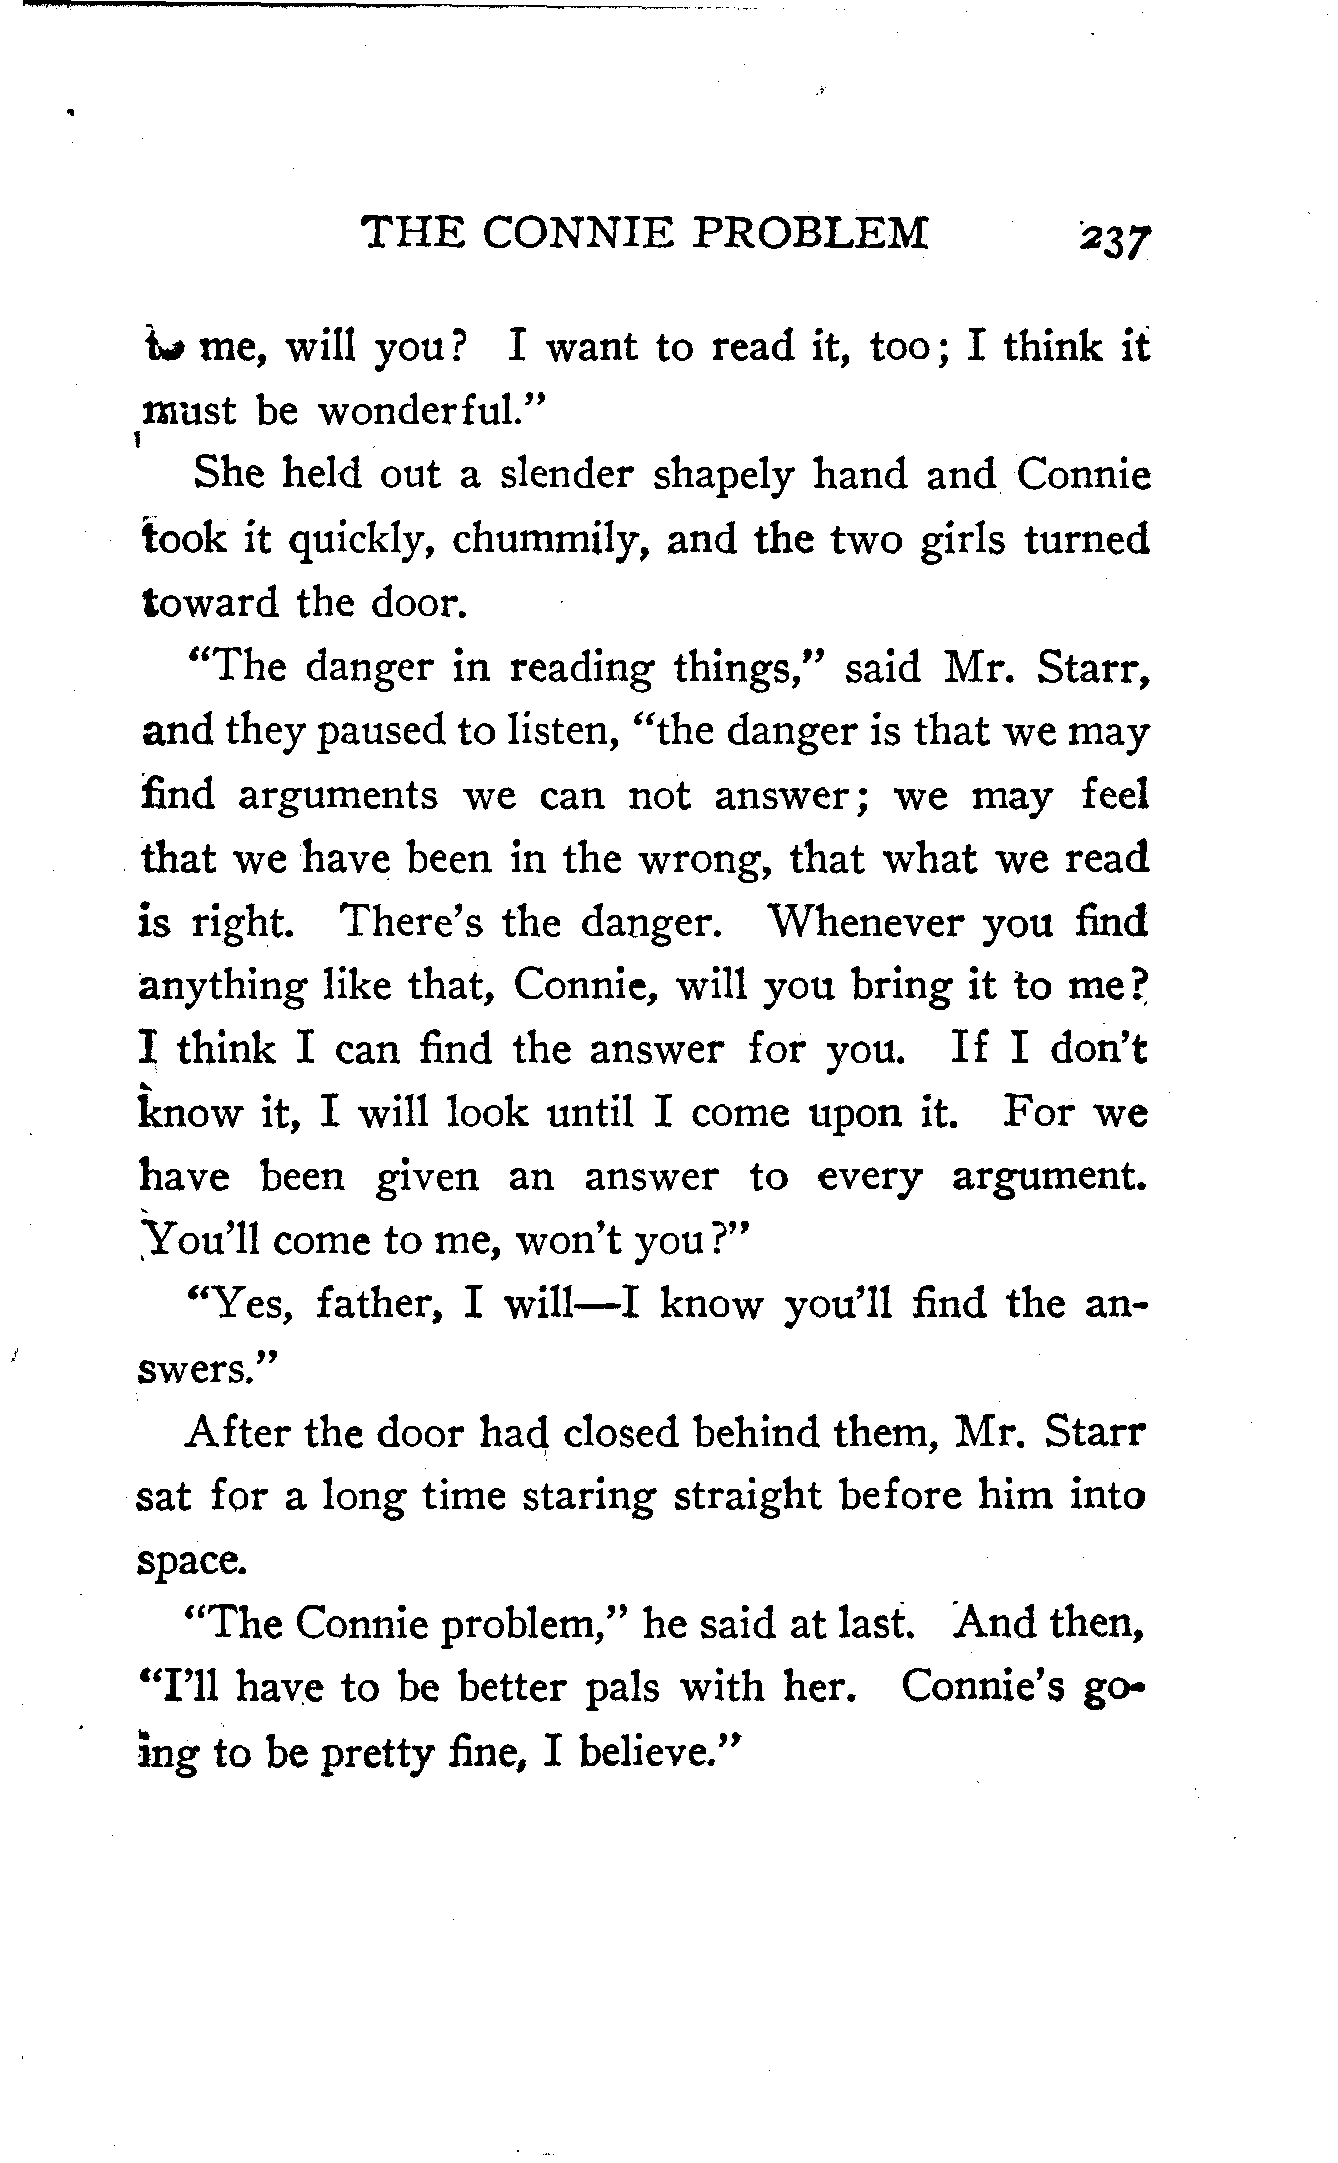 THE CONNIE PROBLEM 237
to me, will you? I want to read it, too; I think it
must be wonderful."
She held out a slender shapely hand and Connie
took it quickly, chummily, and the two girls turned
toward the door.
"The danger in reading things," said Mr. Starr,
and they paused to listen, "the danger is that we may
find arguments we can not answer; we may feel
that we have been in the wrong, that what we read
is right. There's the danger. Whenever you find
anything like that, Connie, will you bring it to me?
I think I can find the answer for you. If I don't
know it, I will look until I come upon it. For we
have been given an answer to every argument.
You'll come to me, won't you?"
"Yes, father, I will—I know you'll find the an-
swers."
After the door had closed behind them, Mr. Starr
sat for a long time staring straight before him into
space.
"The Connie problem," he said at last. And then,
"I'll have to be better pals with her. Connie's go-
ing to be pretty fine, I believe."